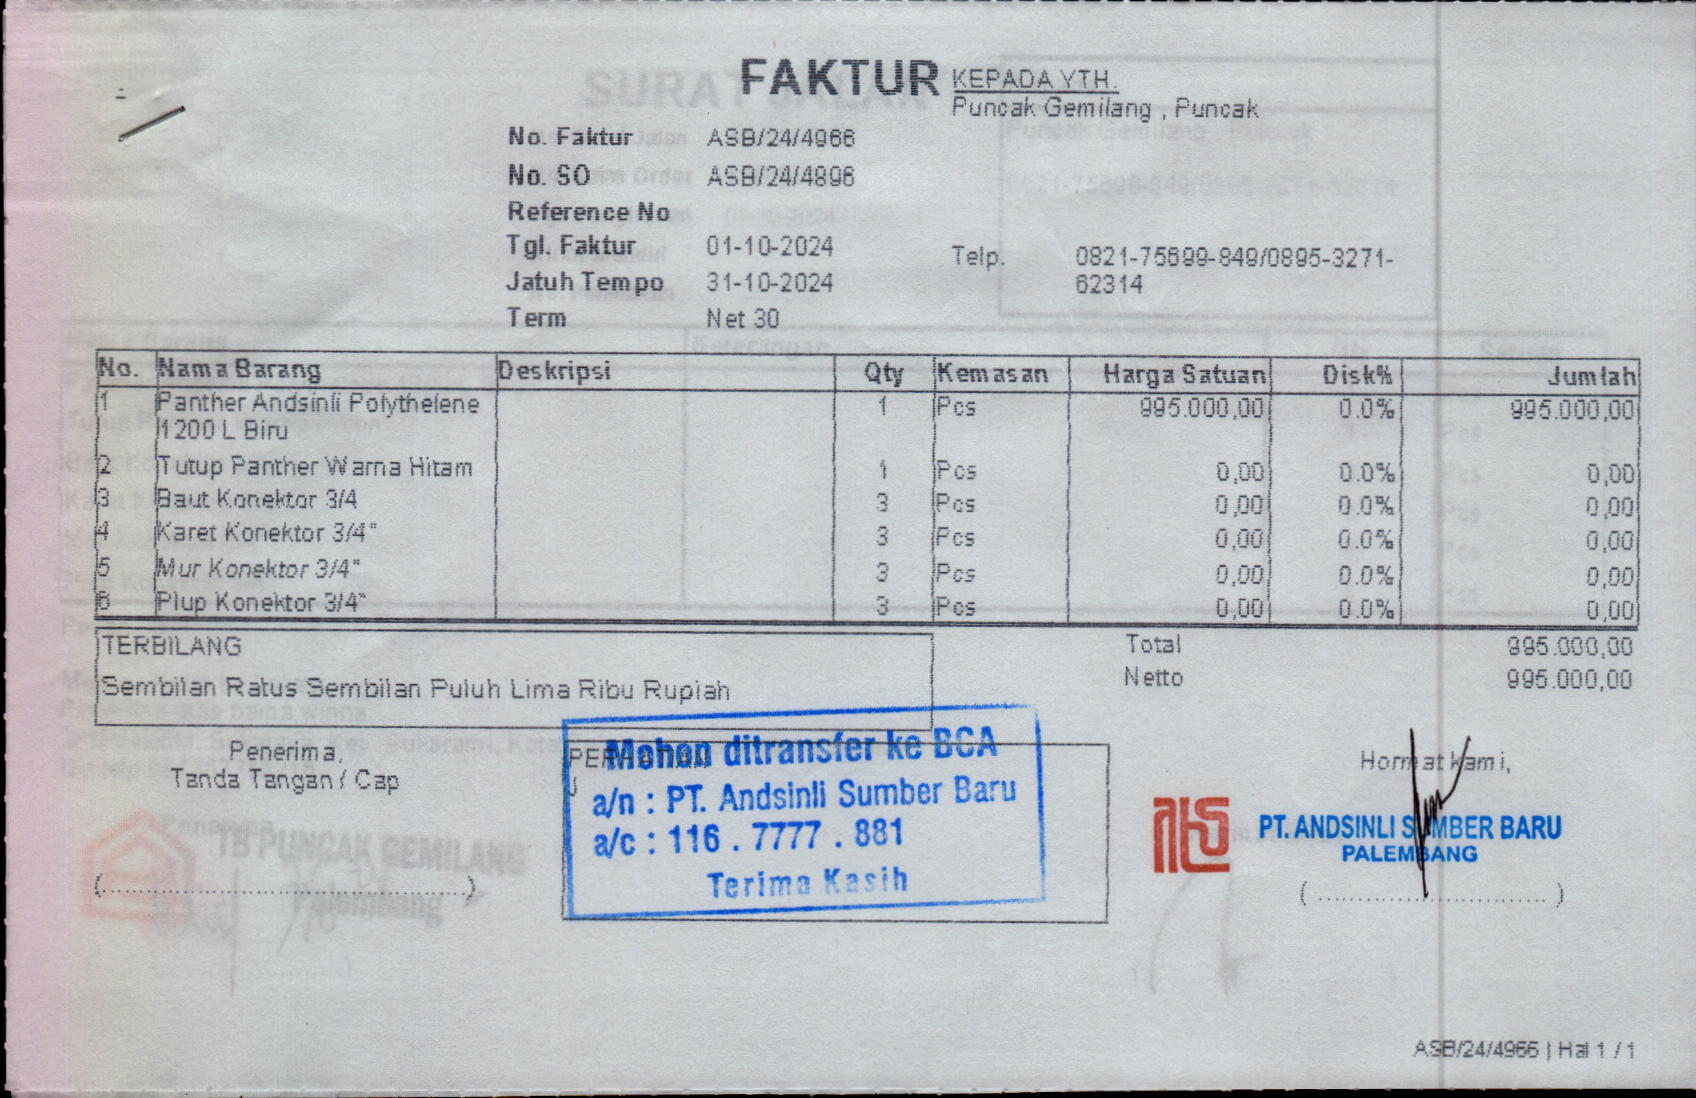 FAKTUR
KEPADA YTH.
Puncak Gemilang , Puncak
No. Faktur ASB/24/4966
No. SO ASB/24/4896
Reference No
Tgl. Faktur 01-10-2024
Jatuh Tempo 31-10-2024
Term Net 30
Telp. 0821-75699-849/0895-3271-
62314
No. Nama Barang Deskripsi Qty Kemasan Harga Satuan Disk% Jumlah
1 Panther Andsinli Polythelene 1 Pcs 995.000,00 0.0% 995.000,00
1200 L Biru
2 Tutup Panther Warna Hitam 1 Pcs 0,00 0.0% 0,00
3 Baut Konektor 3/4 3 Pcs 0,00 0.0% 0,00
4 Karet Konektor 3/4" 3 Pcs 0,00 0.0% 0,00
5 Mur Konektor 3/4" 3 Pcs 0,00 0.0% 0,00
6 Plup Konektor 3/4" 3 Pcs 0,00 0.0% 0,00
TERBILANG
Sembilan Ratus Sembilan Puluh Lima Ribu Rupiah
Total 995.000,00
Netto 995.000,00
Penerima,
Tanda Tangan / Cap
TB PUNCAK GEMILANG
Palembang
(..........................................)
Mohon ditransfer ke BCA
a/n : PT. Andsinli Sumber Baru
a/c : 116 . 7777 . 881
Terima Kasih
Hormat kami,
PT. ANDSINLI SUMBER BARU
PALEMBANG
( ............................. )
ASB/24/4966 | Hal 1 / 1